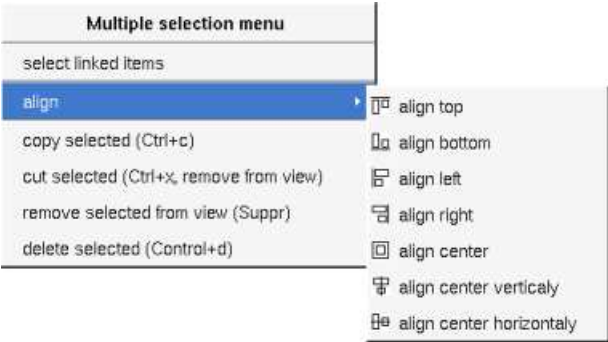 Multiple selection menu
select linked items
align
copy selected (Ctrl+c)
cut selected (Ctrl+x, remove from view)
remove selected from view (Suppr)
delete selected (Control+d)
align top
align bottom
align left
align right
align center
align center verticaly
align center horizontaly